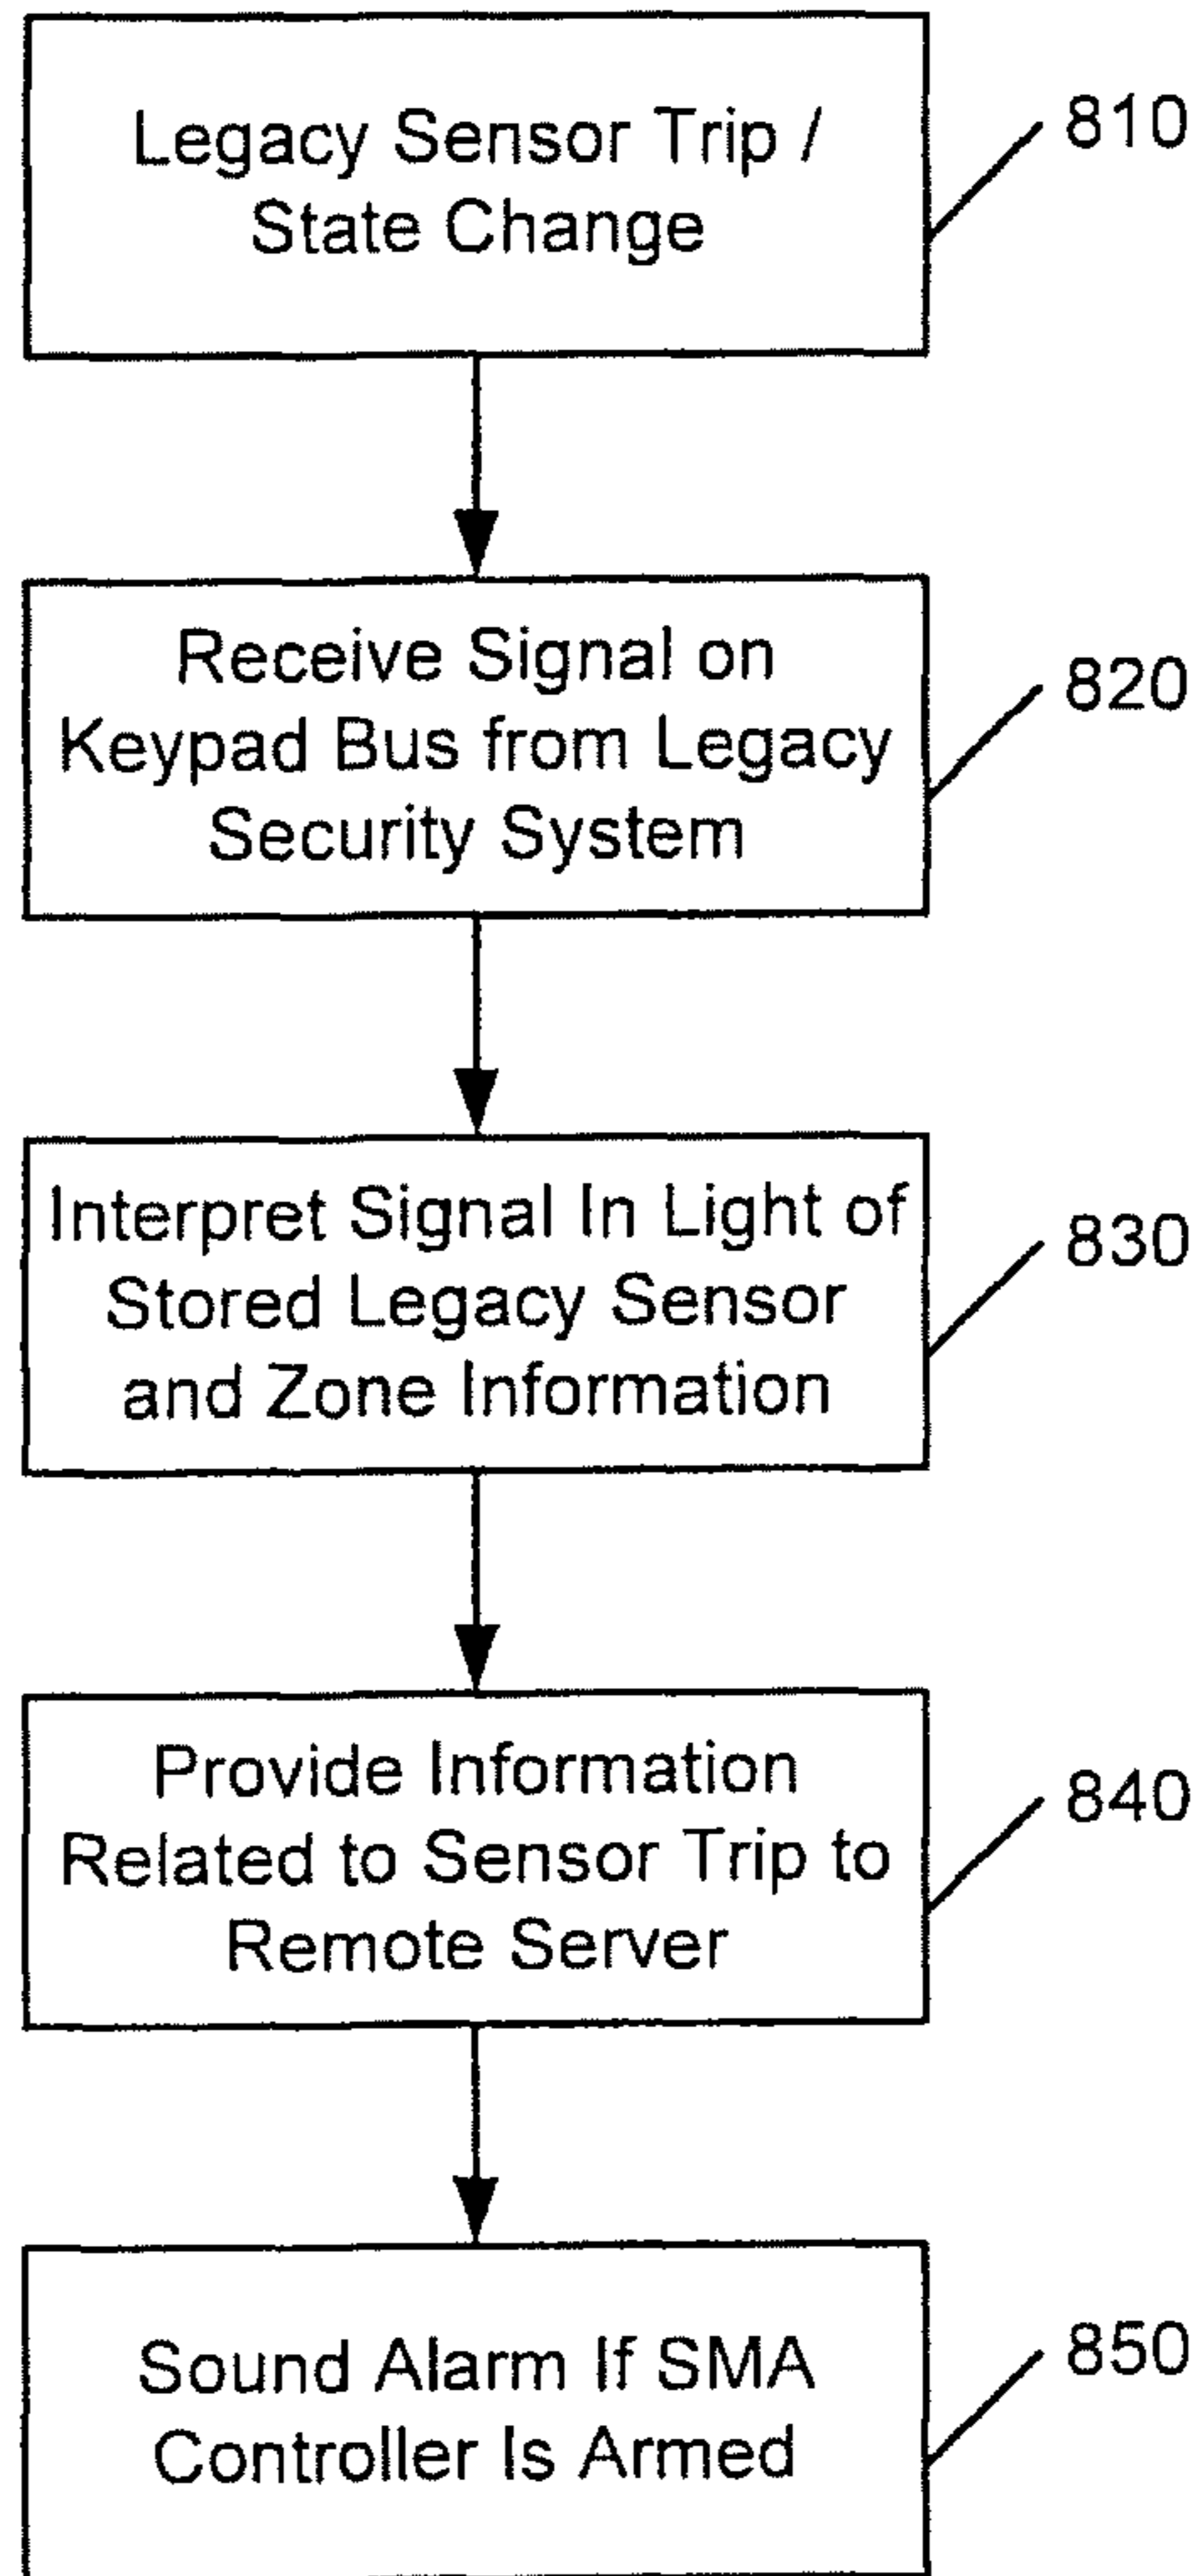 Legacy Sensor Trip /
State Change
810
Receive Signal on
Keypad Bus from Legacy
Security System
820
Interpret Signal In Light of
Stored Legacy Sensor
and Zone Information
830
Provide Information
Related to Sensor Trip to
Remote Server
840
Sound Alarm If SMA
Controller Is Armed
850